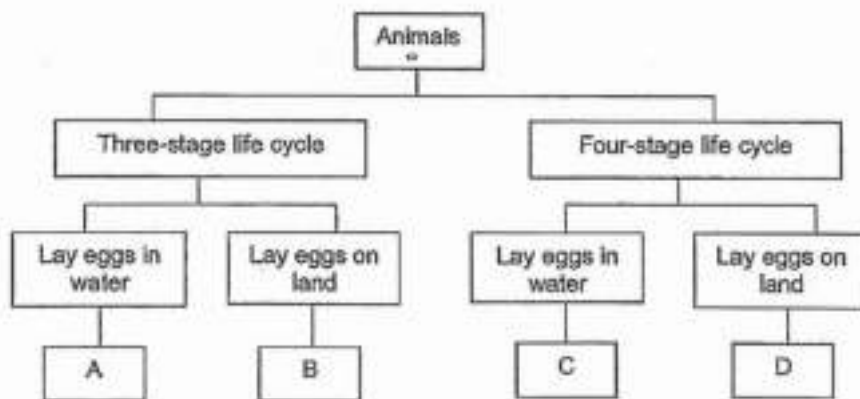 Animals
Three-stage life cycle
Four-stage life cycle
Lay eggs in
water
Lay eggs on
land
Lay eggs in
water
Lay eggs on
land
A
B
C
D